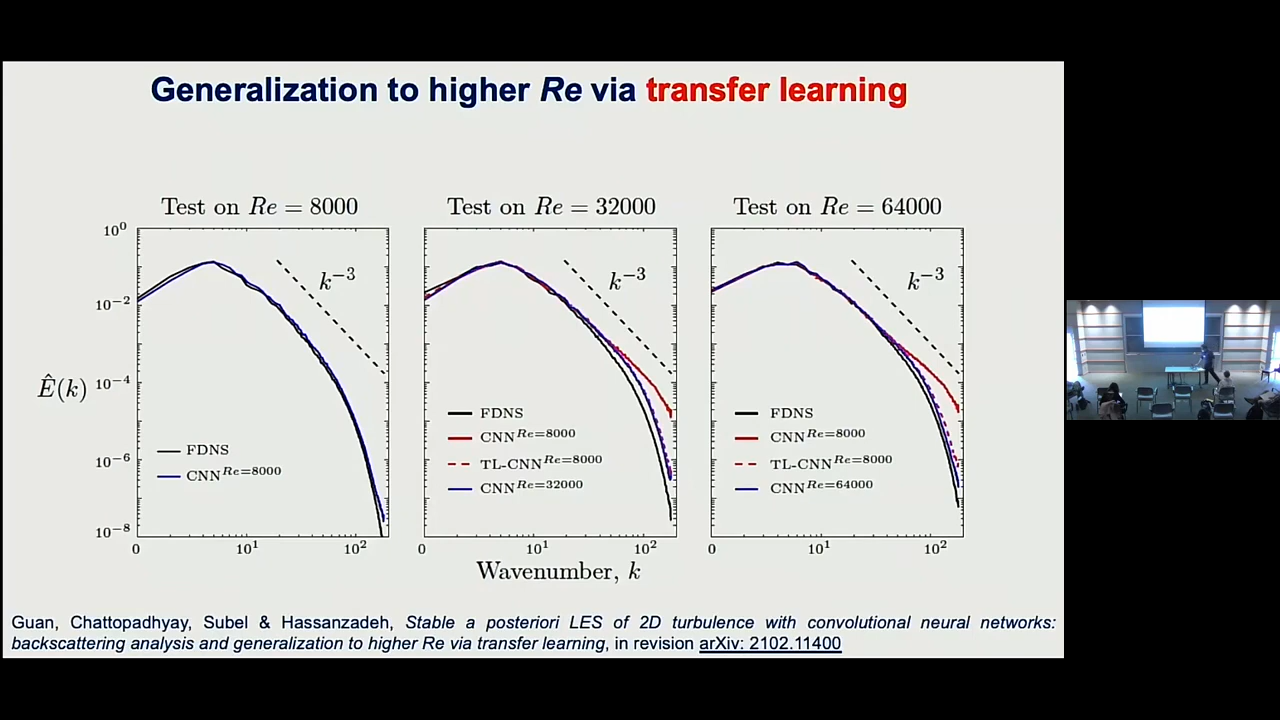 Generalization to higher Re via transfer learning
Test on Re = 8000
Test on Re = 32000
Test on Re = 64000
10⁰
10⁻²
10⁻⁴
10⁻⁶
10⁻⁸
Ê(k)
k⁻³
FDNS
CNN^Re=8000
0
10¹
10²
k⁻³
FDNS
CNN^Re=8000
TL-CNN^Re=8000
CNN^Re=32000
0
10¹
10²
k⁻³
FDNS
CNN^Re=8000
TL-CNN^Re=8000
CNN^Re=64000
0
10¹
10²
Wavenumber, k
Guan, Chattopadhyay, Subel & Hassanzadeh, Stable a posteriori LES of 2D turbulence with convolutional neural networks:
backscattering analysis and generalization to higher Re via transfer learning, in revision arXiv: 2102.11400